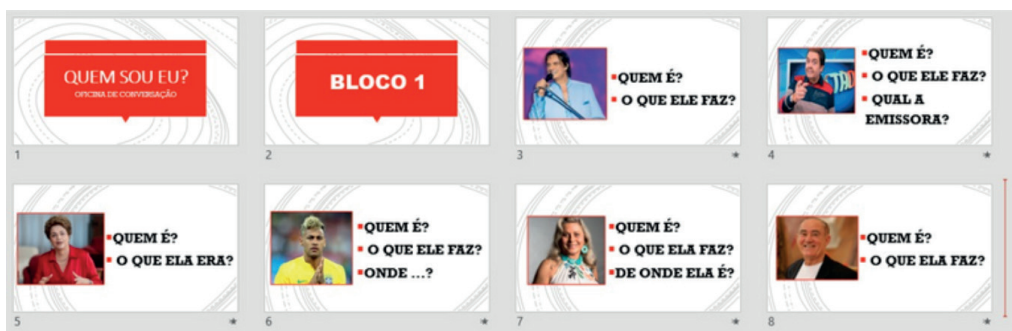 QUEM SOU EU?
OFICINA DE CONVERSAÇÃO
1
BLOCO 1
2
QUEM É?
O QUE ELE FAZ?
3
QUEM É?
O QUE ELE FAZ?
QUAL A
EMISSORA?
4
QUEM É?
O QUE ELA ERA?
5
QUEM É?
O QUE ELE FAZ?
ONDE ...?
6
QUEM É?
O QUE ELA FAZ?
DE ONDE ELA É?
7
QUEM É?
O QUE ELA FAZ?
8